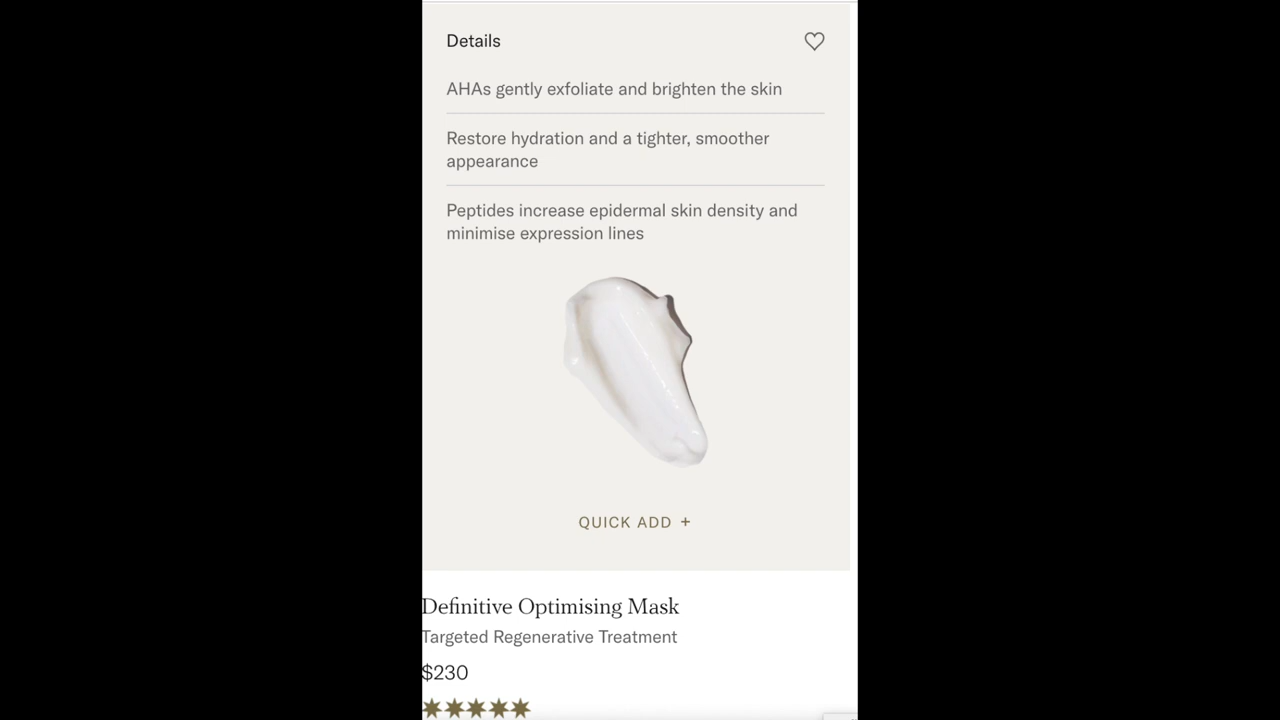 Details
AHAs gently exfoliate and brighten the skin
Restore hydration and a tighter, smoother
appearance
Peptides increase epidermal skin density and
minimise expression lines
QUICK ADD +
Definitive Optimising Mask
Targeted Regenerative Treatment
$230